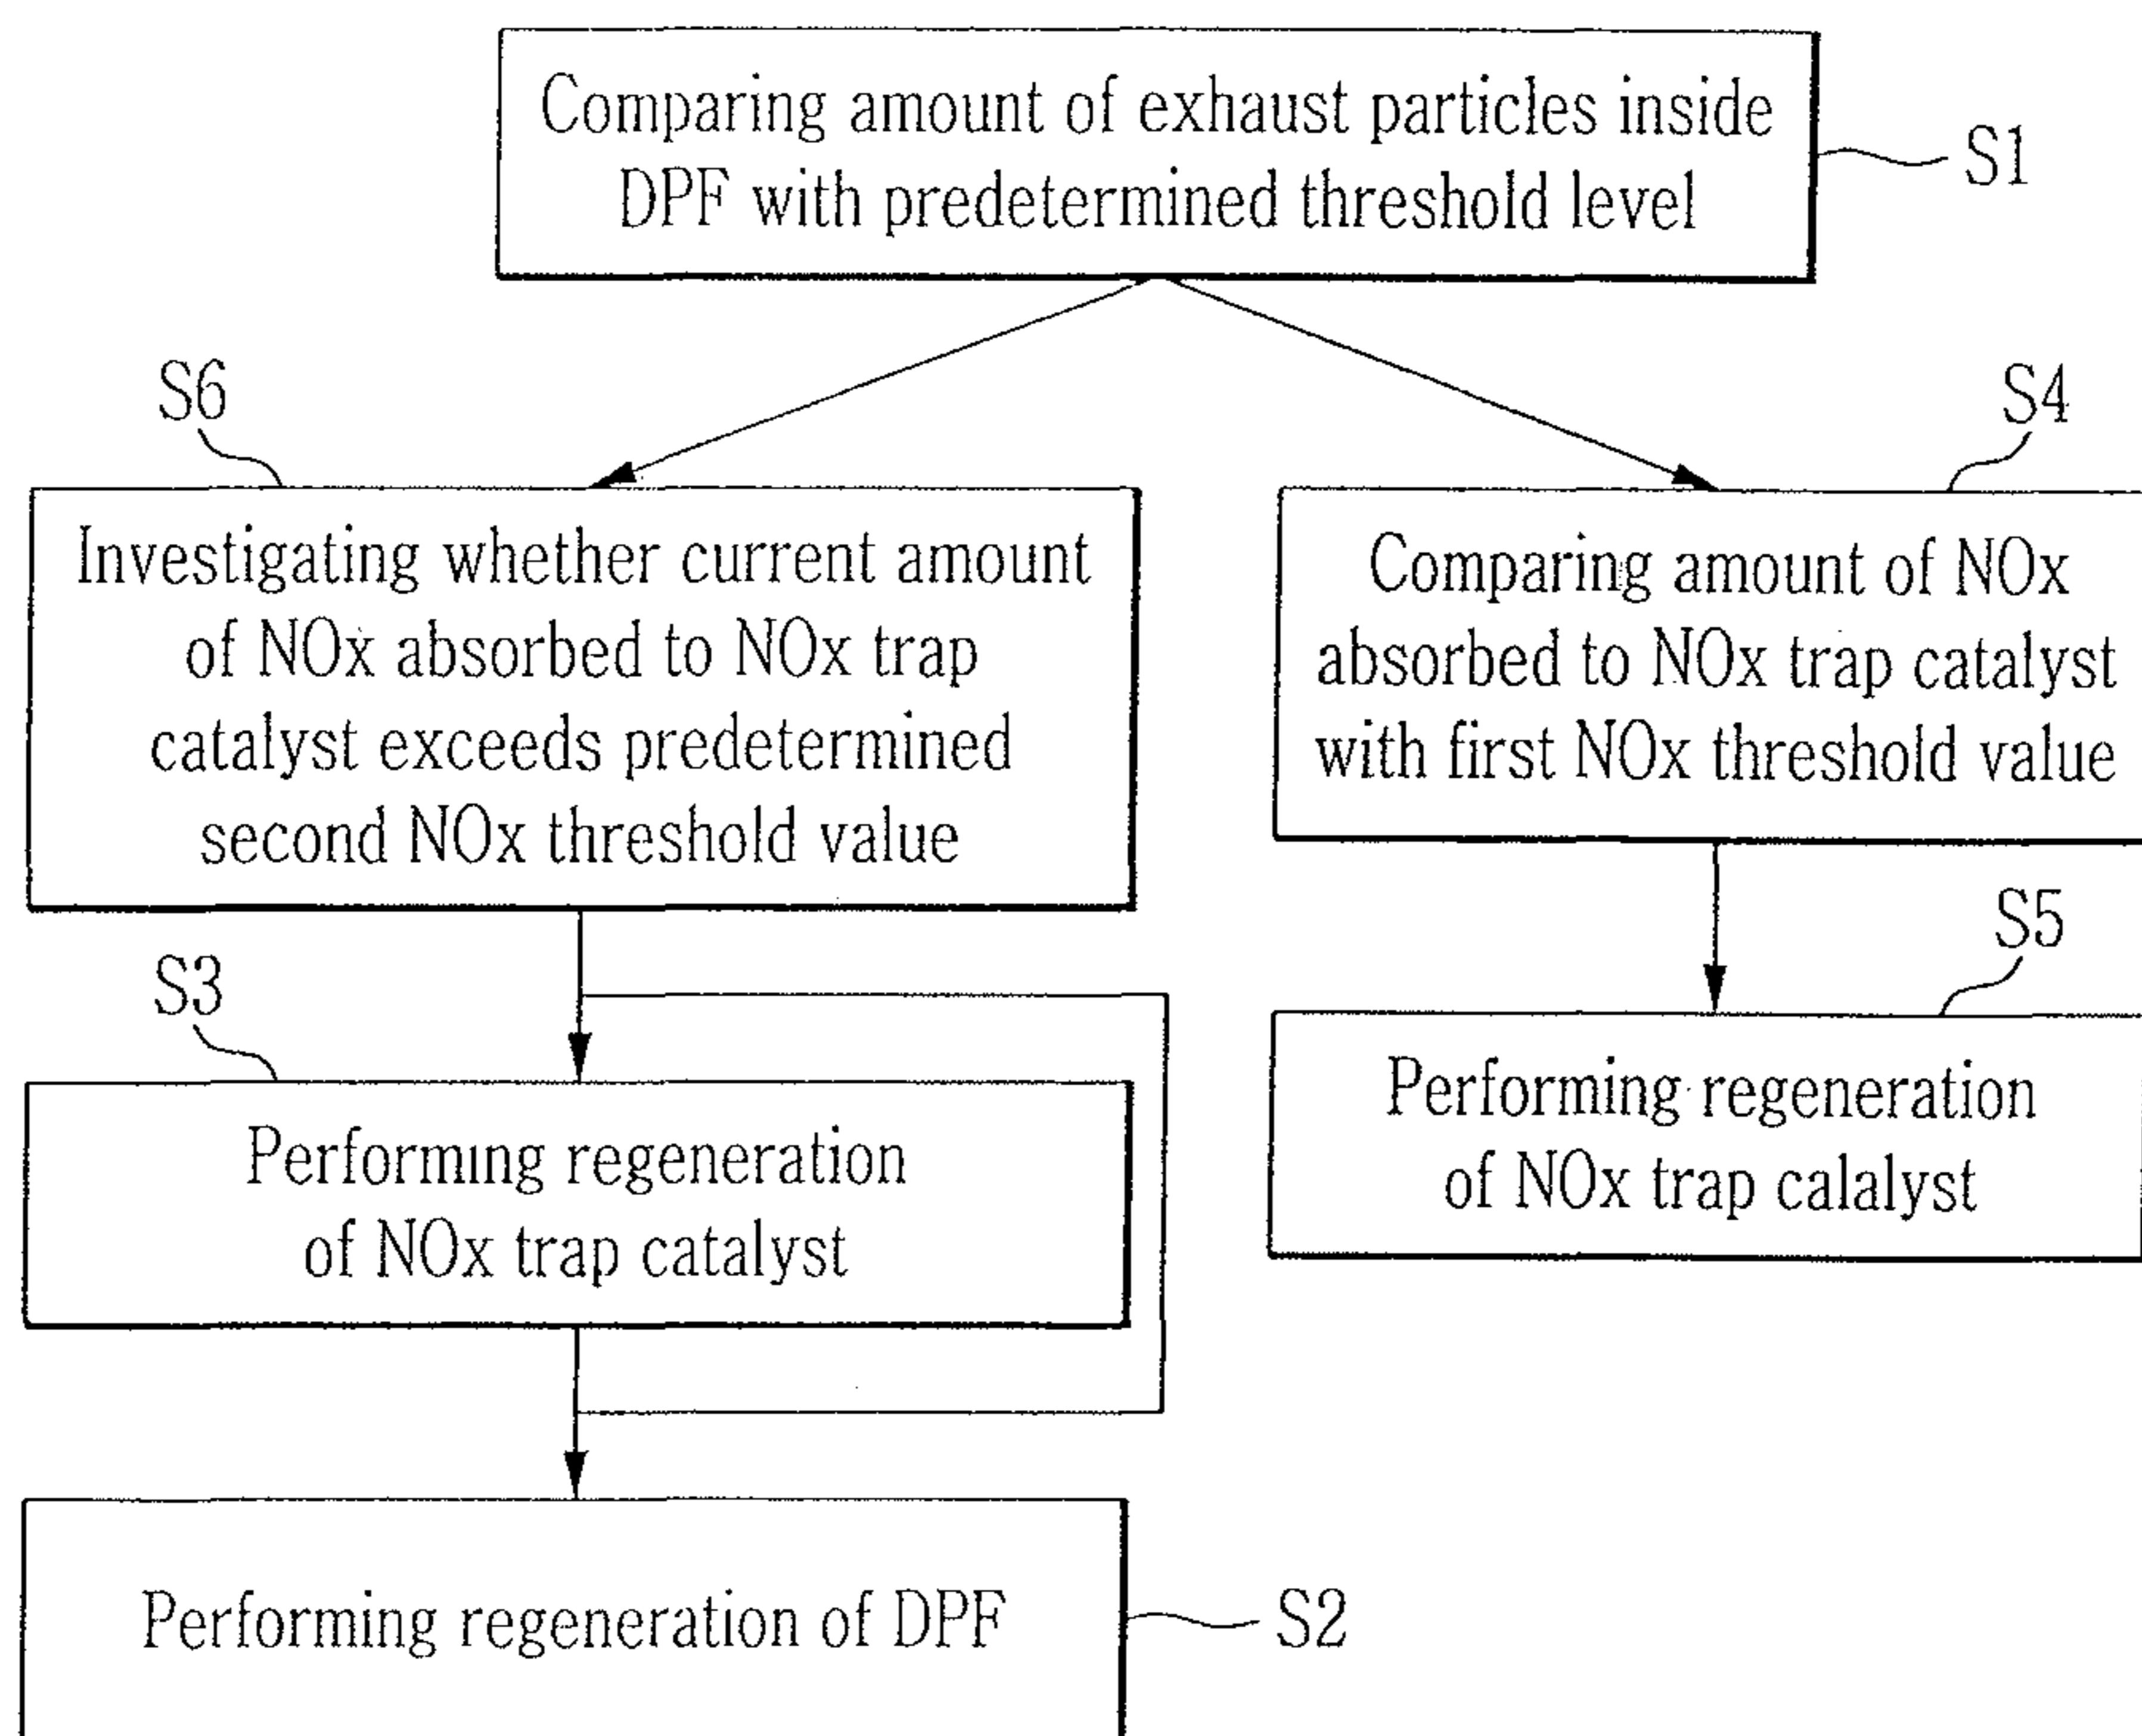 Comparing amount of exhaust particles inside
DPF with predetermined threshold level
S1
S6
S4
Investigating whether current amount
of NOx absorbed to NOx trap
catalyst exceeds predetermined
second NOx threshold value
Comparing amount of NOx
absorbed to NOx trap catalyst
with first NOx threshold value
S3
S5
Performing regeneration
of NOx trap catalyst
Performing regeneration
of NOx trap calalyst
Performing regeneration of DPF
S2